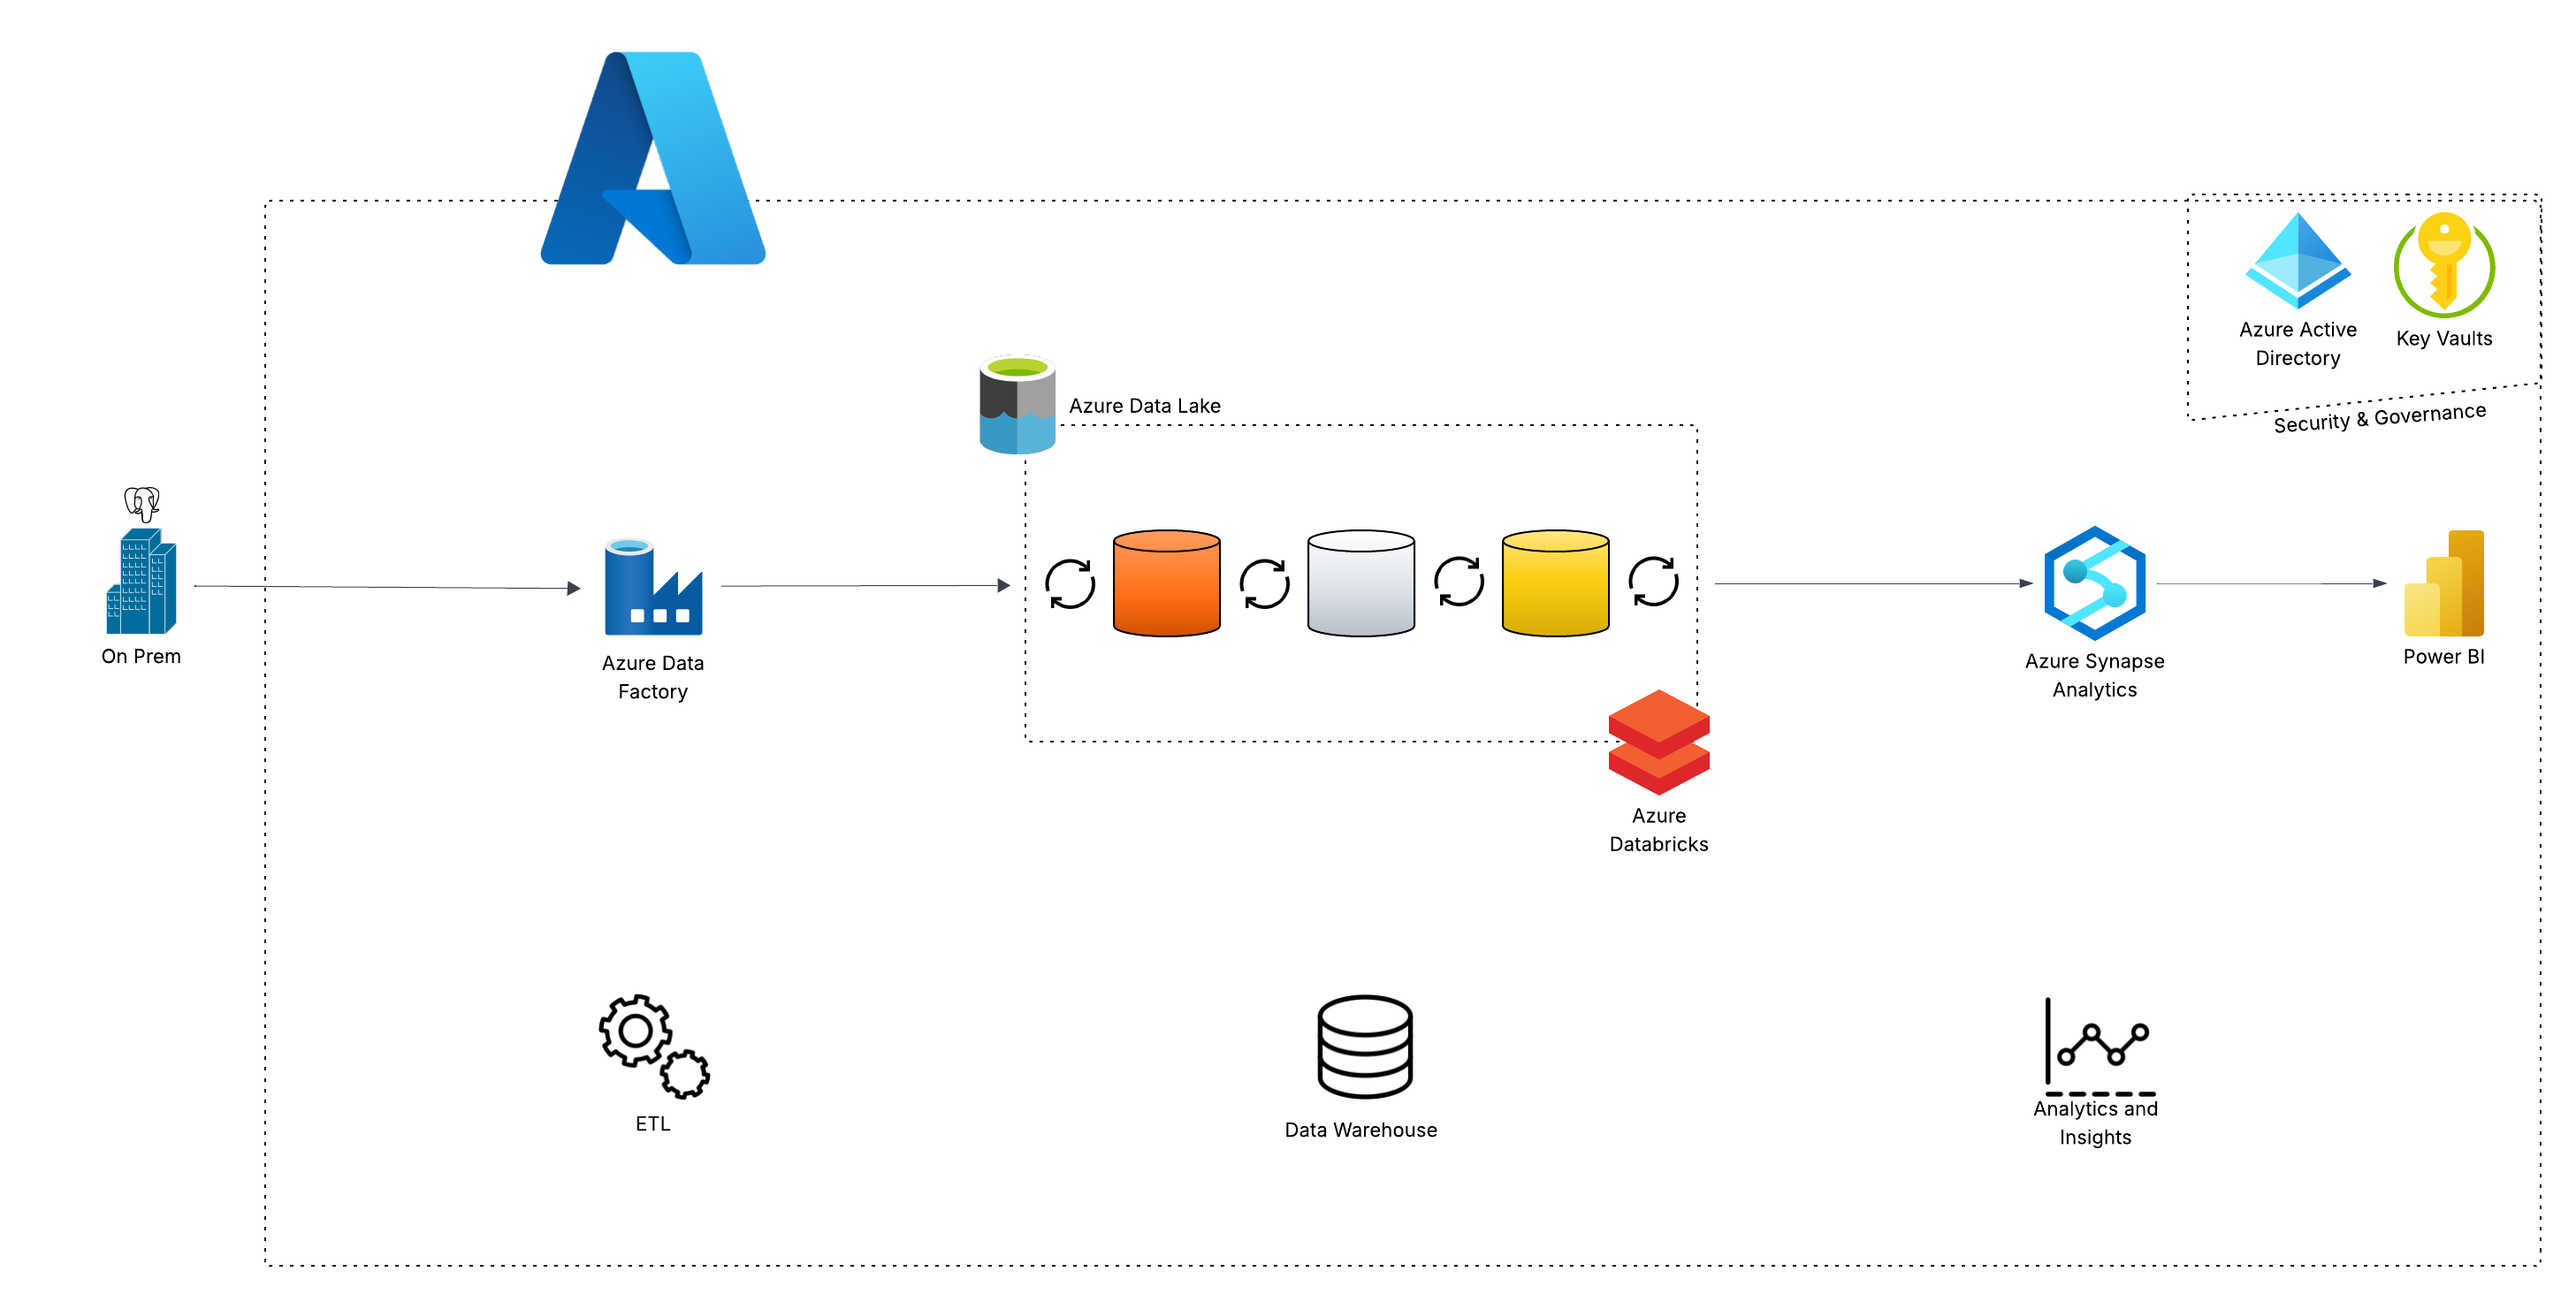 Azure Active
Directory
Key Vaults
Security & Governance
Azure Data Lake
On Prem
Azure Data
Factory
Azure Synapse
Analytics
Power BI
Azure
Databricks
ETL
Data Warehouse
Analytics and
Insights